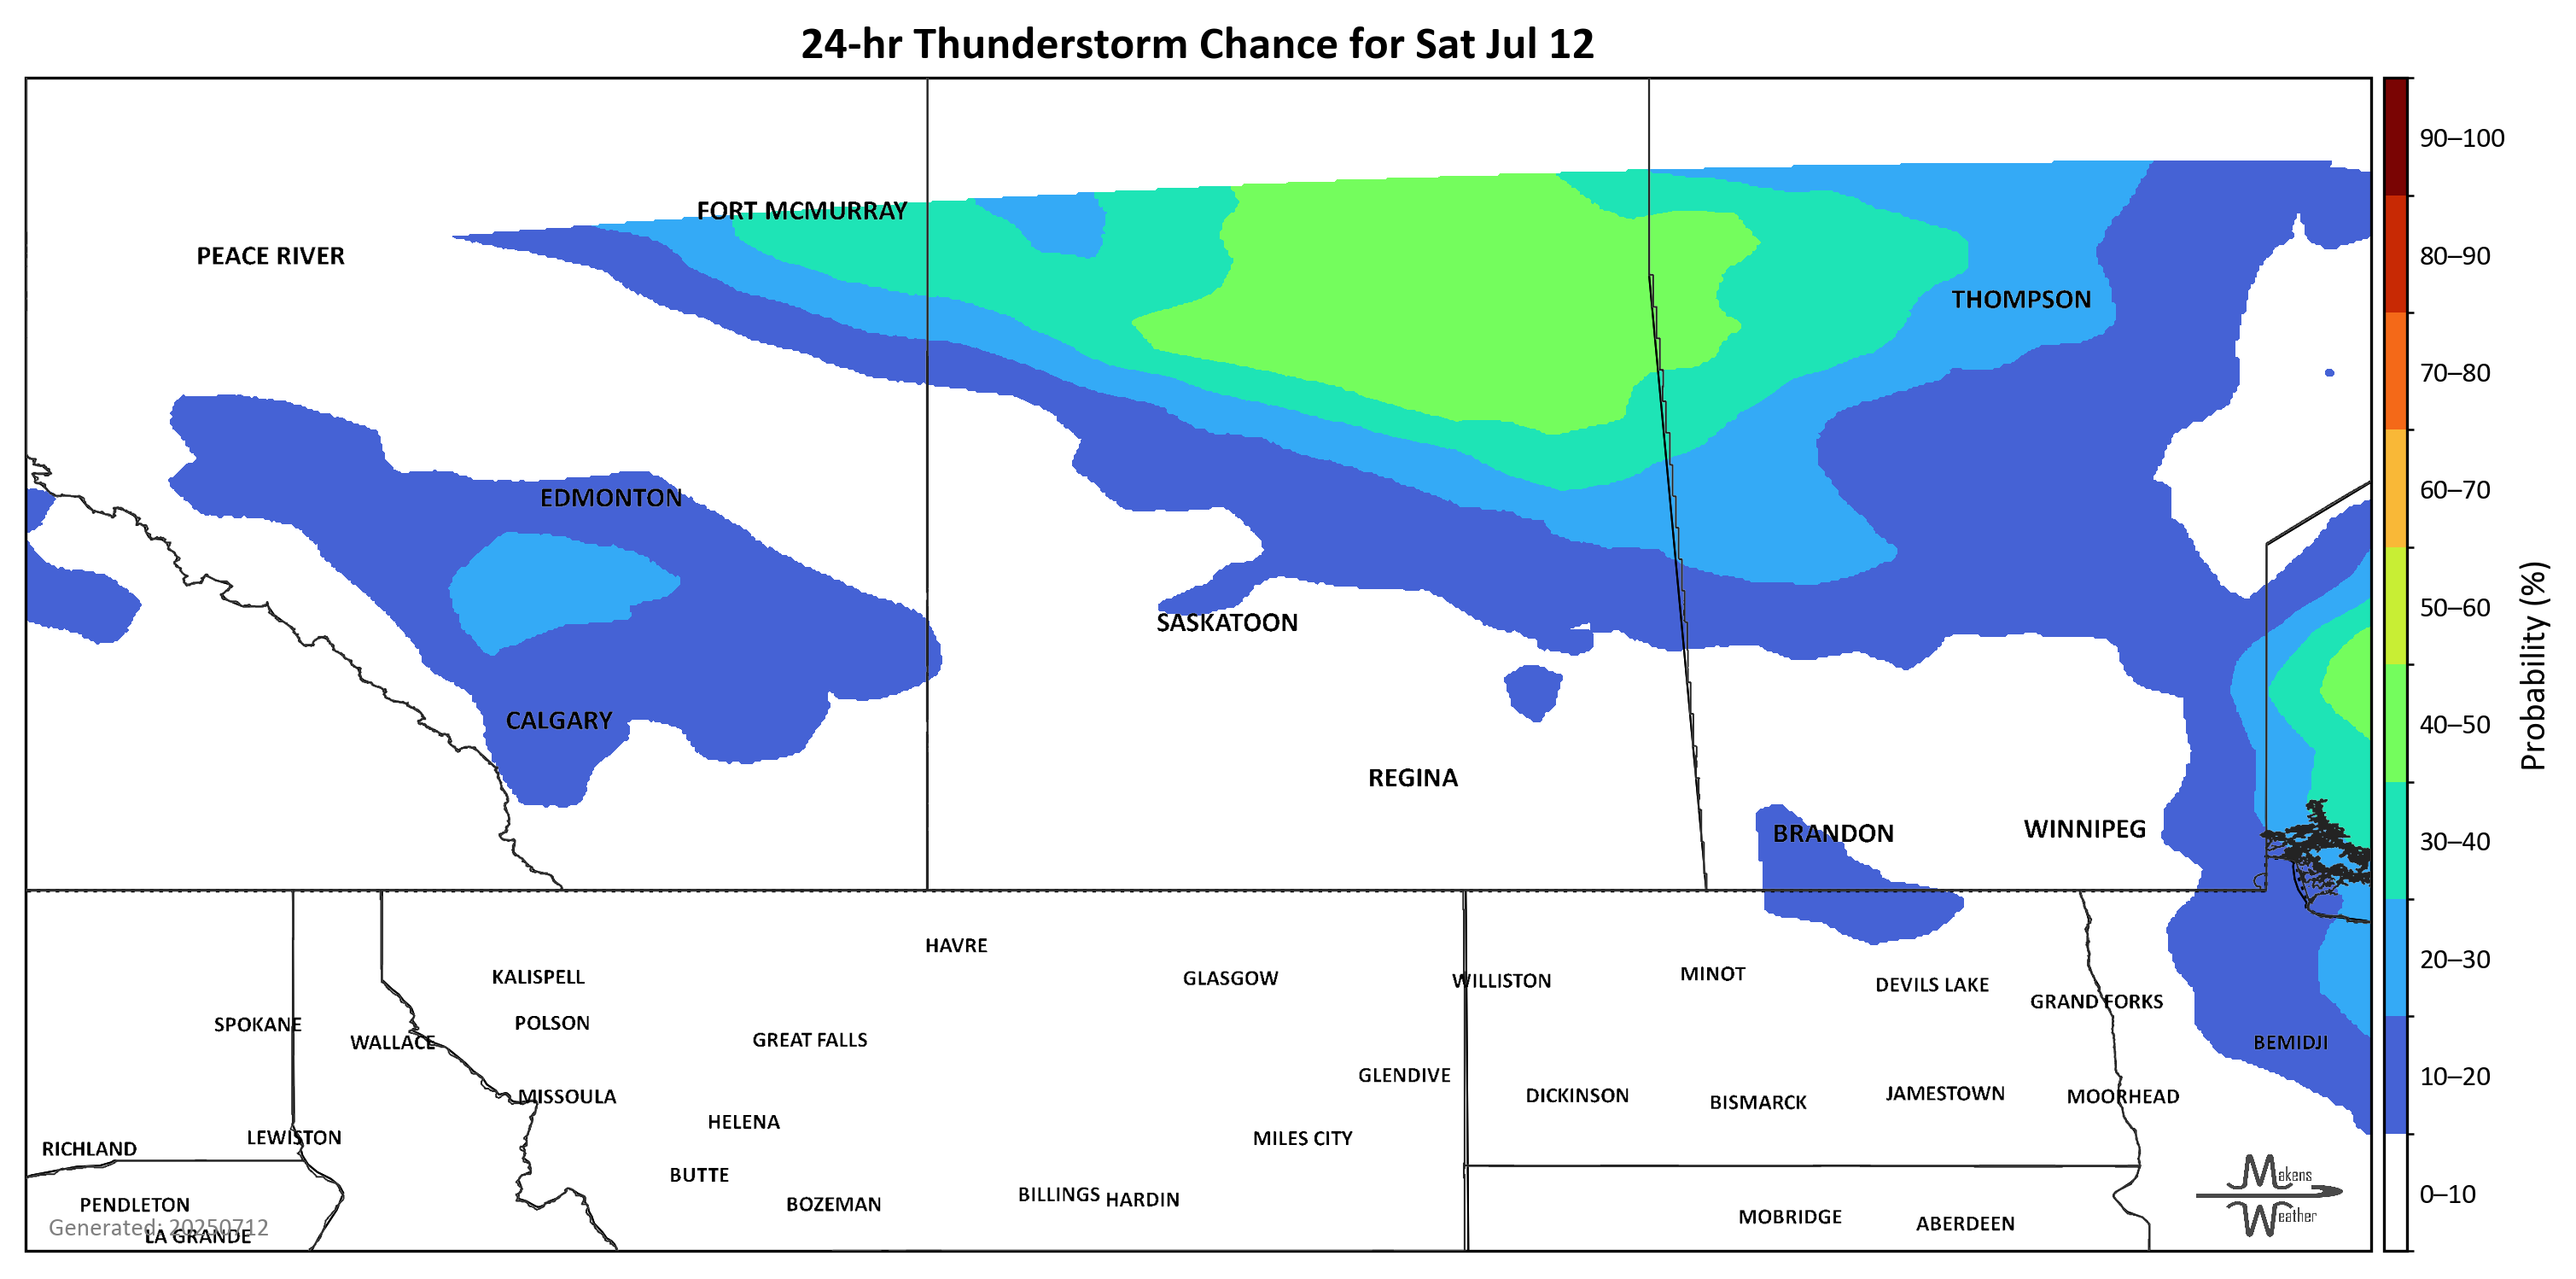 24-hr Thunderstorm Chance for Sat Jul 12
90–100
FORT MCMURRAY
PEACE RIVER
80–90
THOMPSON
70–80
EDMONTON
60–70
SASKATOON
50–60
CALGARY
40–50
REGINA
BRANDON
WINNIPEG
30–40
Probability (%)
HAVRE
KALISPELL
GLASGOW
WILLISTON
MINOT
DEVILS LAKE
20–30
GRAND FORKS
SPOKANE
POLSON
WALLACE
GREAT FALLS
BEMIDJI
GLENDIVE
10–20
MISSOULA
DICKINSON
BISMARCK
JAMESTOWN
MOORHEAD
HELENA
LEWISTON
MILES CITY
RICHLAND
BUTTE
Makens
Weather
BILLINGS
HARDIN
0–10
PENDLETON
BOZEMAN
MOBRIDGE
ABERDEEN
Generated: 20250712
LA GRANDE